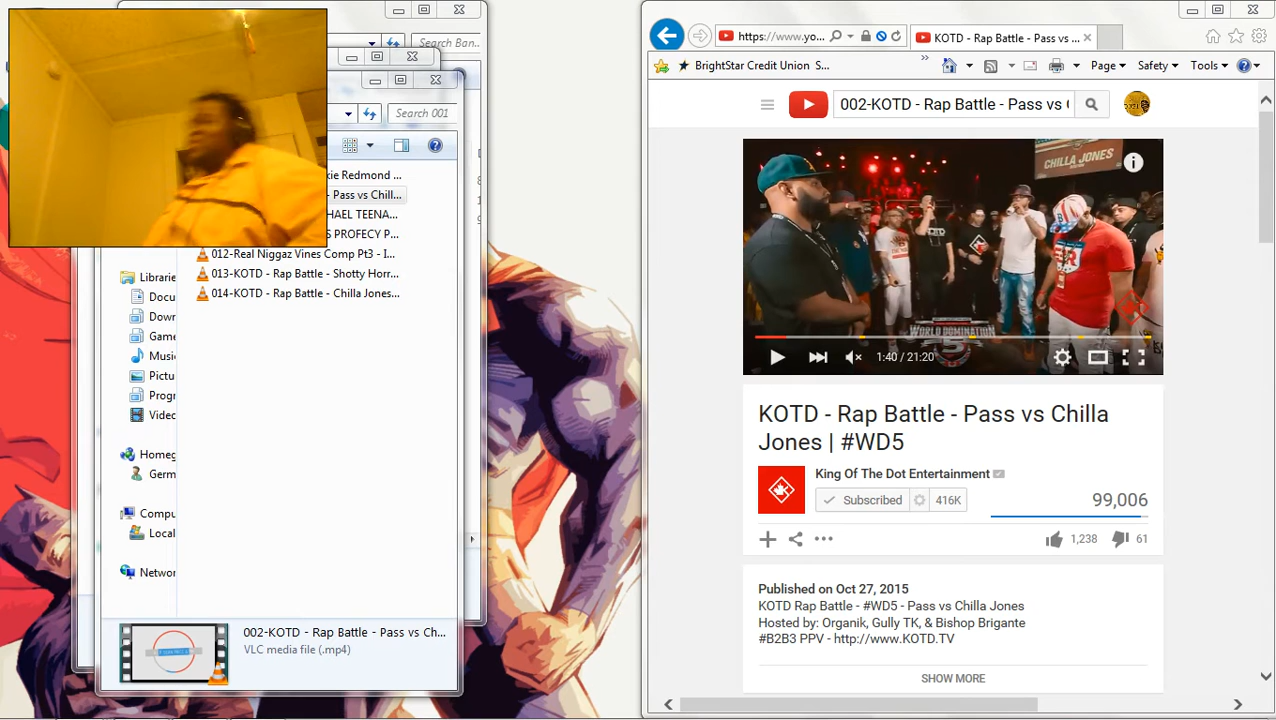 Search Ban...
Search 001
kie Redmond ...
- Pass vs Chill...
HAEL TEENA...
S PROFECY P...
012-Real Niggaz Vines Comp Pt3 - I...
013-KOTD - Rap Battle - Shotty Horr...
014-KOTD - Rap Battle - Chilla Jones...
Librarie
Docu
Down
Game
Music
Pictu
Progr
Video
Homeg
Germ
Compu
Local
Networ
002-KOTD - Rap Battle - Pass vs Ch...
VLC media file (.mp4)
https://www.yo...
KOTD - Rap Battle - Pass vs ...
BrightStar Credit Union S...
Page
Safety
Tools
002-KOTD - Rap Battle - Pass vs C
CHILLA JONES
WORLD DOMINATION
5
1:40 / 21:20
KOTD - Rap Battle - Pass vs Chilla
Jones | #WD5
King Of The Dot Entertainment
Subscribed 416K
99,006
1,238 61
Published on Oct 27, 2015
KOTD Rap Battle - #WD5 - Pass vs Chilla Jones
Hosted by: Organik, Gully TK, & Bishop Brigante
#B2B3 PPV - http://www.KOTD.TV
SHOW MORE